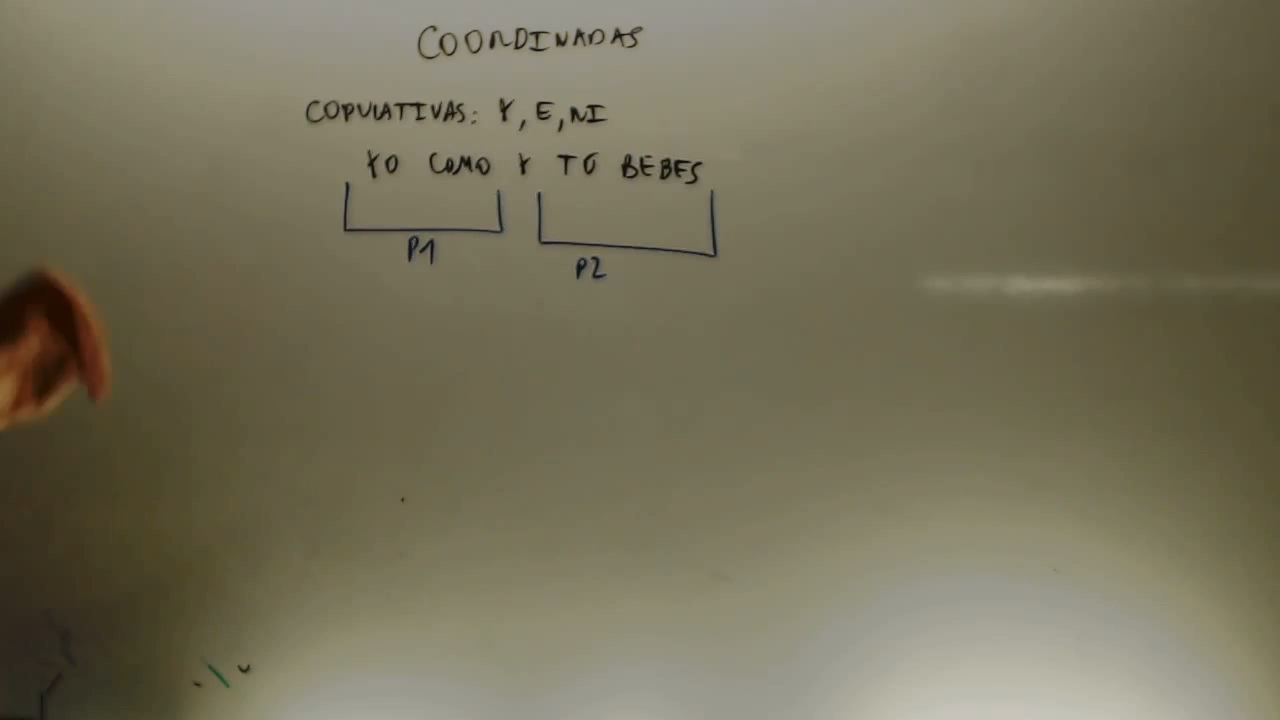 COORDINADAS
COPULATIVAS: Y, E, NI
YO COMO Y TÚ BEBES
P1
P2